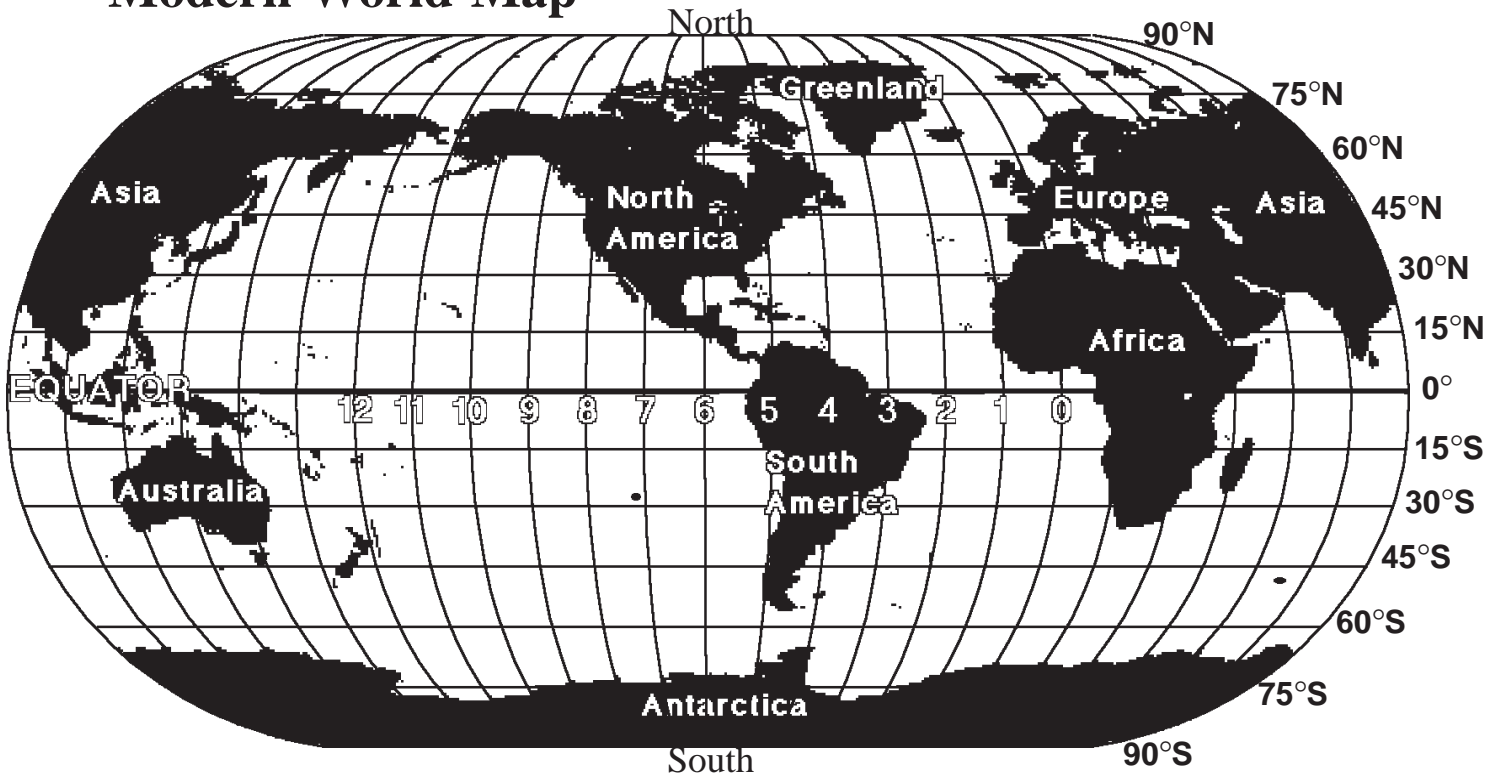 Modern World Map
North
90°N
Greenland
75°N
60°N
Asia
North
America
Europe
Asia
45°N
30°N
15°N
Africa
EQUATOR
0°
12 11 10 9 8 7 6 5 4 3 2 1 0
15°S
South
America
Australia
30°S
45°S
60°S
75°S
Antarctica
South
90°S